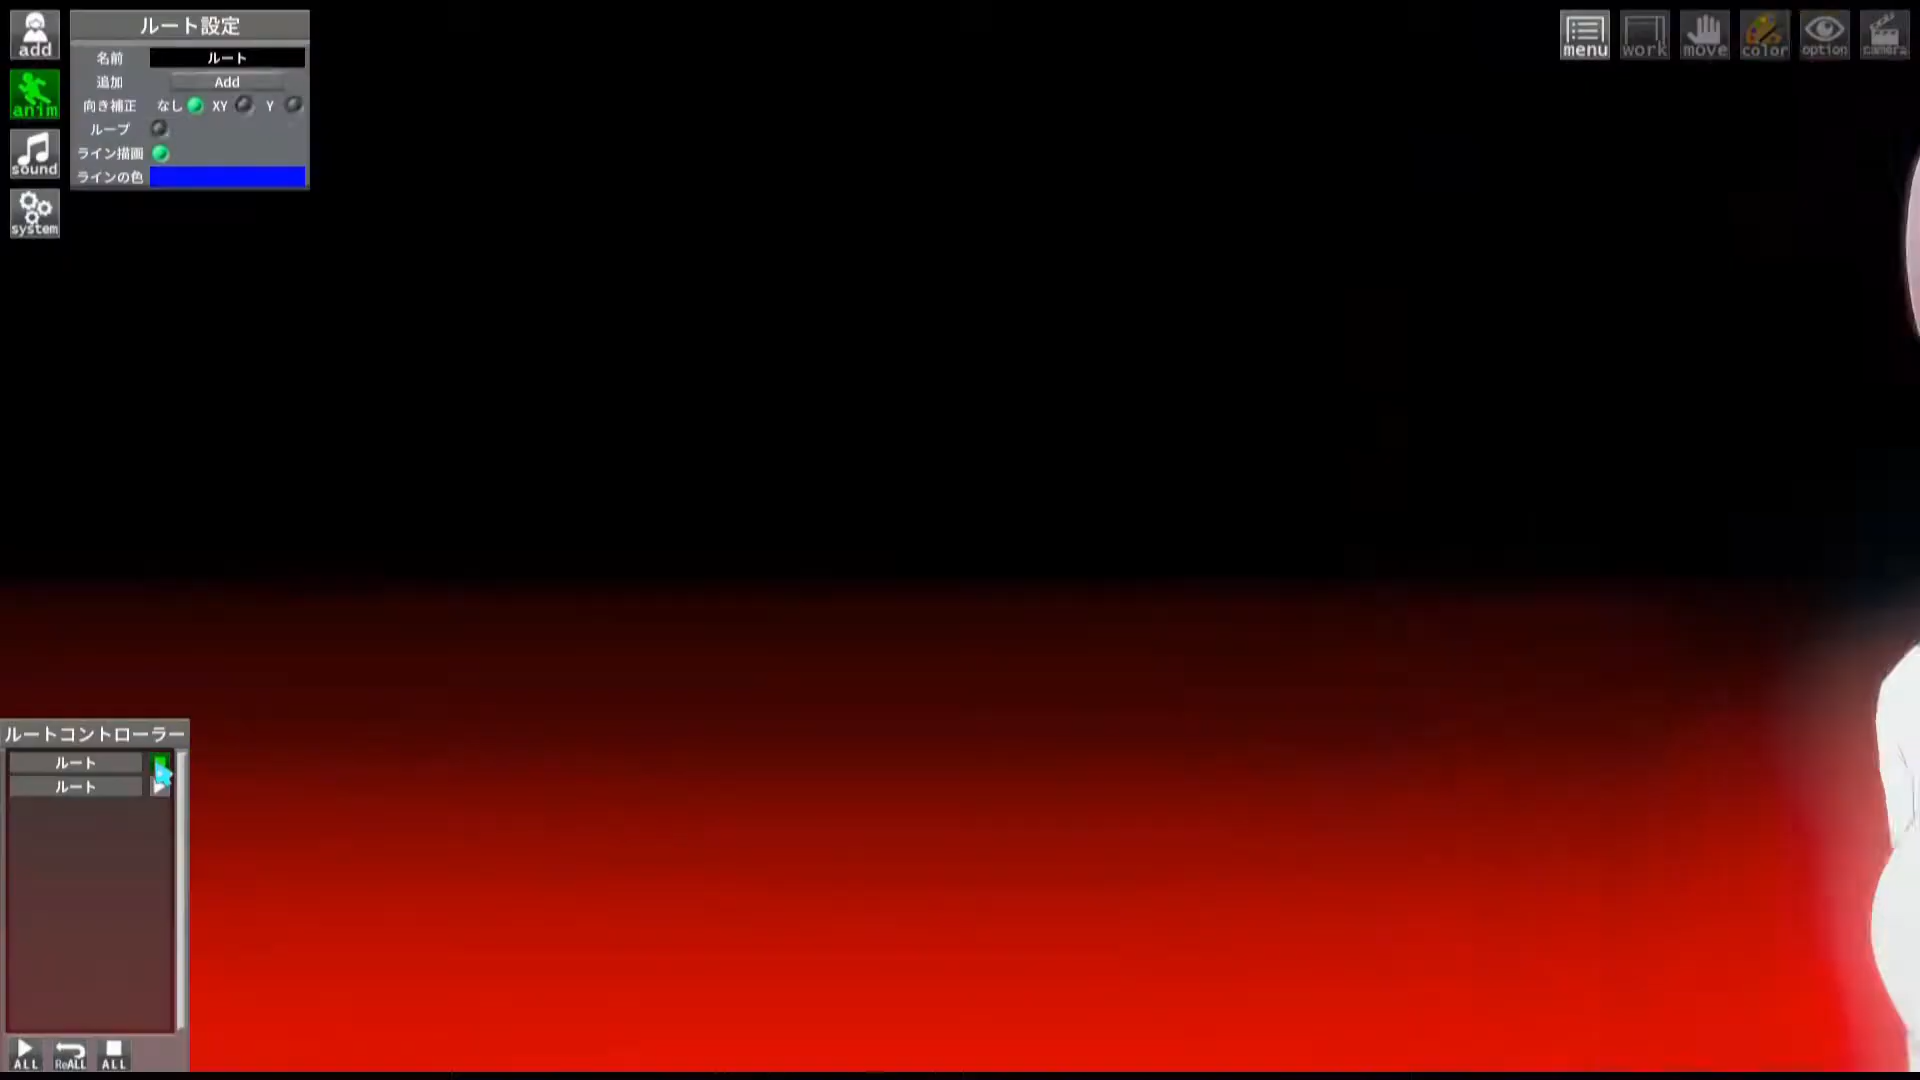 add
anim
sound
system
ルート設定
名前 ルート
追加 Add
向き補正 なし XY Y
ループ
ライン描画
ラインの色
menu work move color option camera
ルートコントローラー
ルート
ルート
ALL ReALL ALL